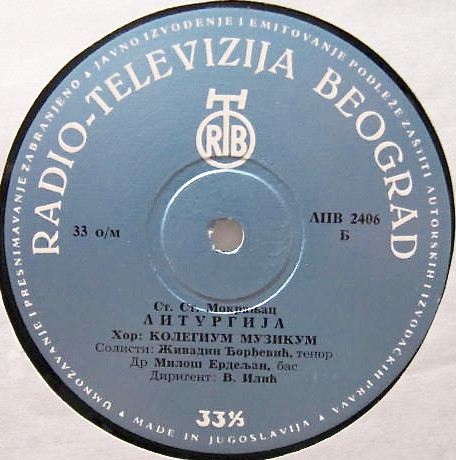 UMNOŽAVANJE I PRESNIMAVANJE ZABRANJENO • JAVNO IZVOĐENJE I EMITOVANJE PODLEŽE ZAŠTITI AUTORSKIH I IZVOĐAČKIH PRAVA
RADIO-TELEVIZIJA BEOGRAD
RTB
33 о/м
ЛПВ 2406
Б
Ст. Ст. Мокрањац
ЛИТУРГИЈА
Хор: КОЛЕГИУМ МУЗИКУМ
Солисти: Живадин Ђорђевић, тенор
Др Милош Ердељан, бас
Диригент: В. Илић
33⅓
• MADE IN JUGOSLAVIJA •